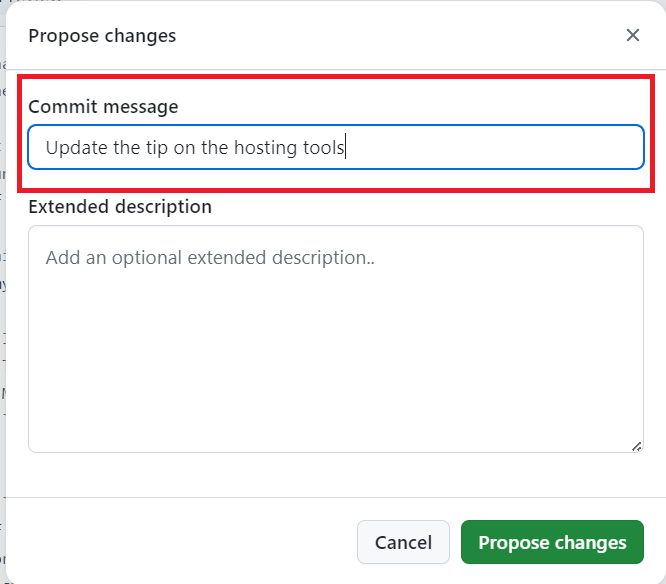 Propose changes
Commit message
Update the tip on the hosting tools
Extended description
Add an optional extended description..
Cancel
Propose changes